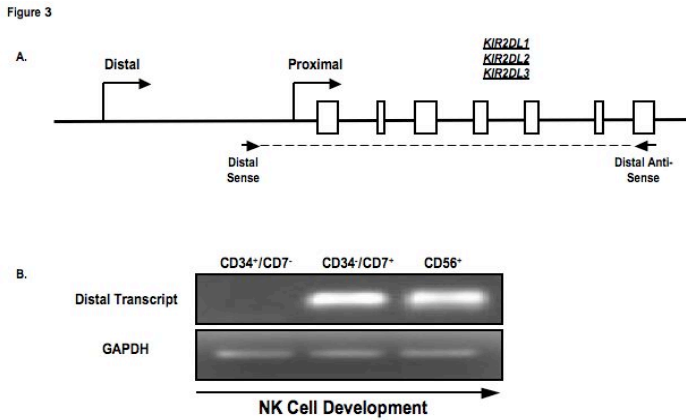 Figure 3
A.
Distal
Proximal
KIR2DL1
KIR2DL2
KIR2DL3
Distal
Sense
Distal Anti-
Sense
B.
CD34+/CD7-
CD34-/CD7+
CD56+
Distal Transcript
GAPDH
NK Cell Development